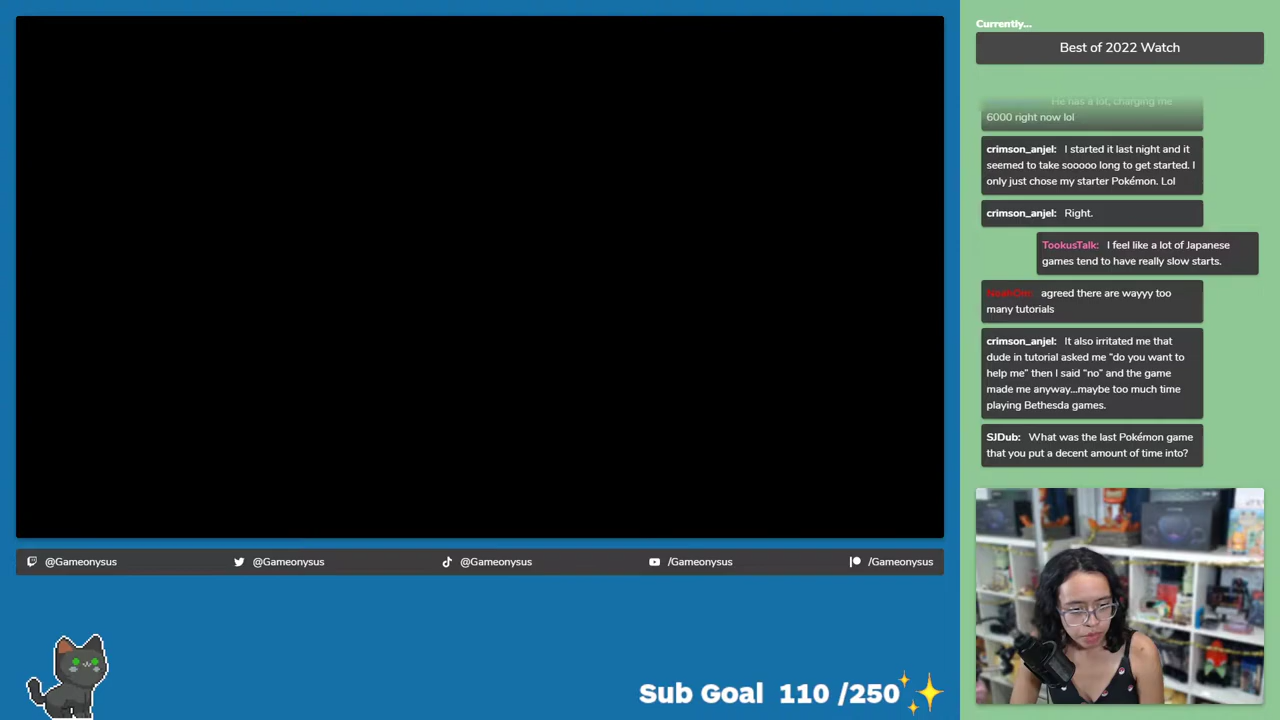 Currently...
Best of 2022 Watch
He has a lot, charging me
6000 right now lol
crimson_anjel: I started it last night and it
seemed to take sooooo long to get started. I
only just chose my starter Pokémon. Lol
crimson_anjel: Right.
TookusTalk: I feel like a lot of Japanese
games tend to have really slow starts.
agreed there are wayyy too
many tutorials
crimson_anjel: It also irritated me that
dude in tutorial asked me “do you want to
help me” then I said “no” and the game
made me anyway...maybe too much time
playing Bethesda games.
SJDub: What was the last Pokémon game
that you put a decent amount of time into?
@Gameonysus @Gameonysus @Gameonysus /Gameonysus /Gameonysus
Sub Goal 110 /250